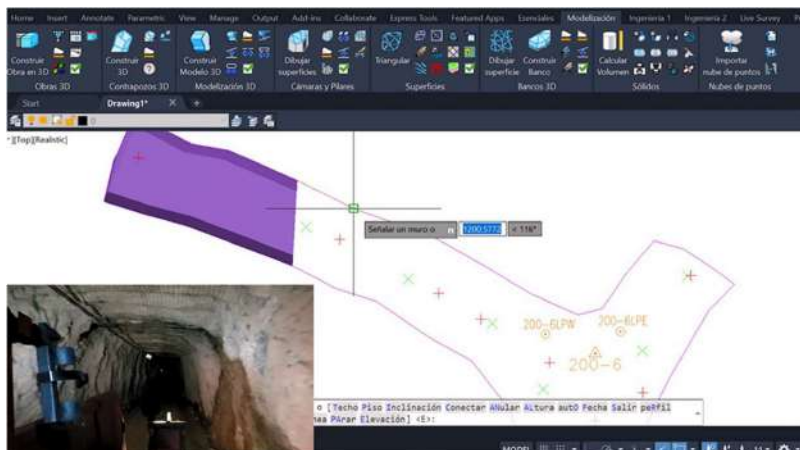 Home Insert Annotate Parametric View Manage Output Add-ins Collaborate Express Tools Featured Apps Esenciales Modelización Ingeniería 1 Ingeniería 2 Live Survey
Construir Obra en 3D
Construir 3D
Construir Modelo 3D
Dibujar superficies
Triangular
Dibujar superficie
Construir Banco
Calcular Volumen
Importar nube de puntos
Obras 3D Contrapozos 3D Modelización 3D Cámaras y Pilares Superficies Bancos 3D Sólidos Nubes de puntos
Start Drawing1* X +
0
[Top][Realistic]
Señalar un muro o n 1200.5772 < 116°
200-6LPW 200-6LPE
200-6
o [Techo Piso Inclinación Conectar ANular ALtura autO Fecha Salir peRfil
PArar Elevación] <E>:
MODEL